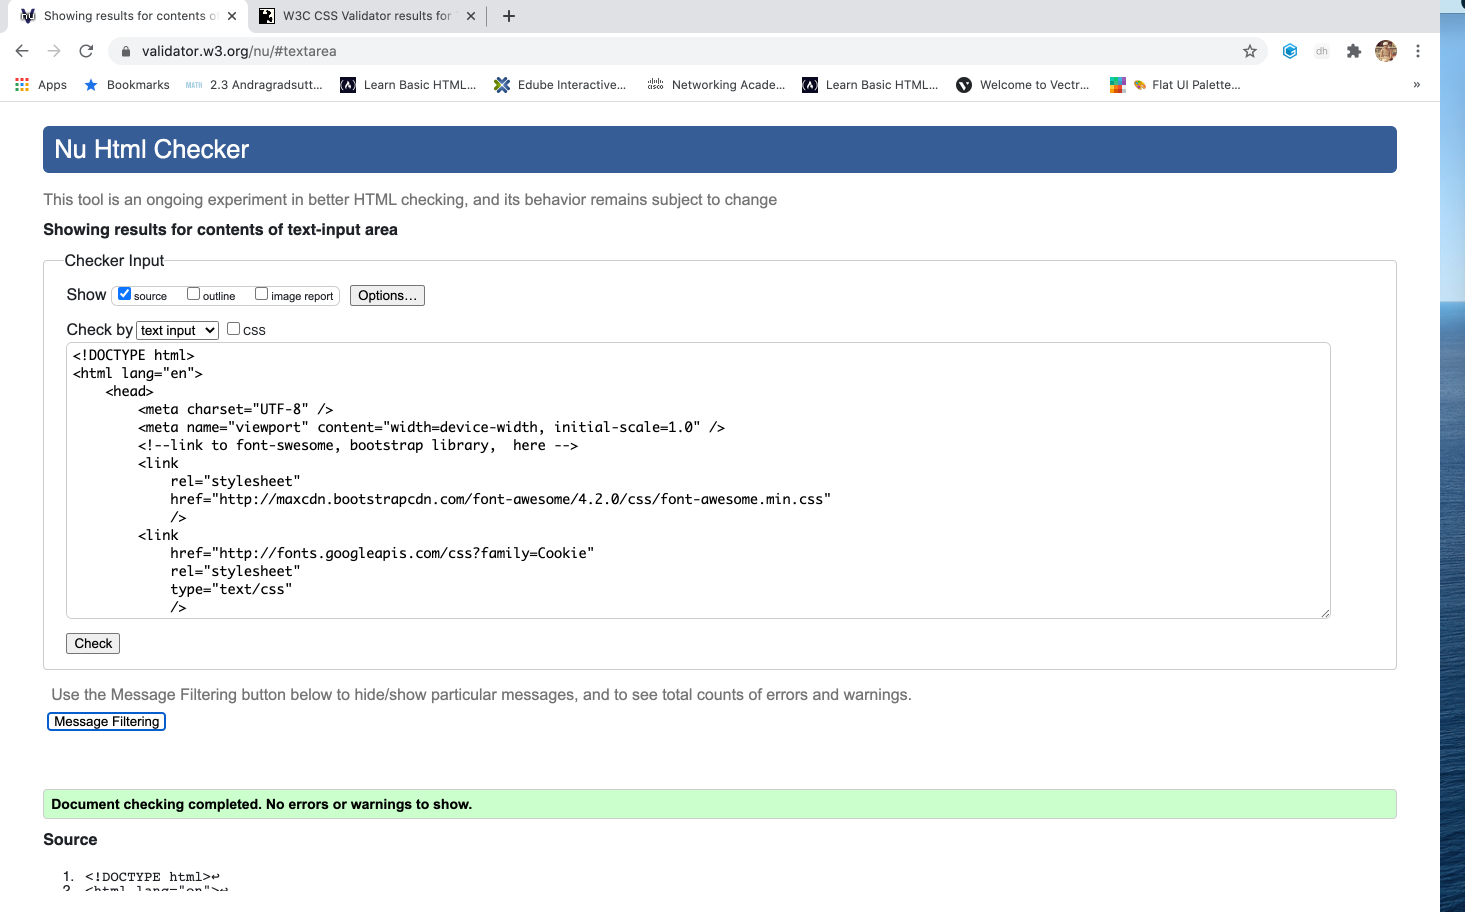 Showing results for contents o
W3C CSS Validator results for
validator.w3.org/nu/#textarea
dh
Apps
Bookmarks
MATH 2.3 Andragradsutt...
(A) Learn Basic HTML...
Edube Interactive...
Networking Acade...
(A) Learn Basic HTML...
Welcome to Vectr...
Flat UI Palette...
»
Nu Html Checker
This tool is an ongoing experiment in better HTML checking, and its behavior remains subject to change
Showing results for contents of text-input area
Checker Input
Show source outline image report Options...
Check by text input CSS
<!DOCTYPE html>
<html lang="en">
<head>
<meta charset="UTF-8" />
<meta name="viewport" content="width=device-width, initial-scale=1.0" />
<!--link to font-swesome, bootstrap library,  here -->
<link
rel="stylesheet"
href="http://maxcdn.bootstrapcdn.com/font-awesome/4.2.0/css/font-awesome.min.css"
/>
<link
href="http://fonts.googleapis.com/css?family=Cookie"
rel="stylesheet"
type="text/css"
/>
Check
Use the Message Filtering button below to hide/show particular messages, and to see total counts of errors and warnings.
Message Filtering
Document checking completed. No errors or warnings to show.
Source
1. <!DOCTYPE html>↩
2. <html lang="en">↩